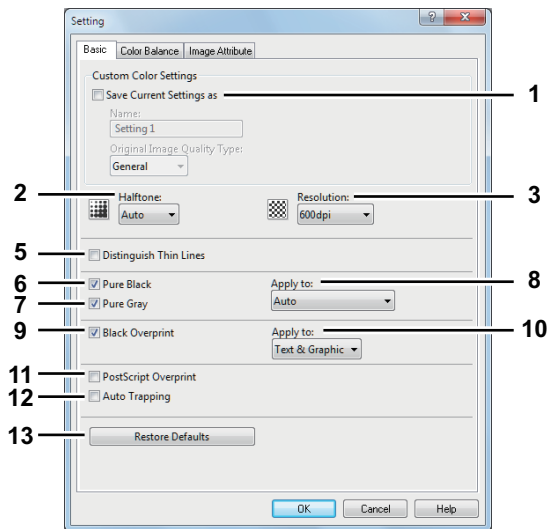 Setting
Basic Color Balance Image Attribute
Custom Color Settings
Save Current Settings as 1
Name:
Setting 1
Original Image Quality Type:
General
2 Halftone: Resolution: 3
Auto 600dpi
5 Distinguish Thin Lines
6 Pure Black Apply to: 8
7 Pure Gray Auto
9 Black Overprint Apply to: 10
Text & Graphic
11 PostScript Overprint
12 Auto Trapping
13 Restore Defaults
OK Cancel Help